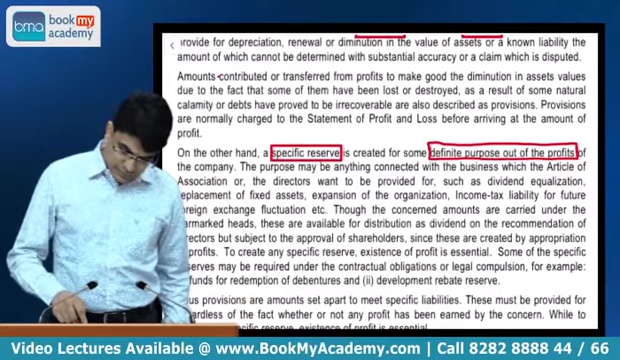 bma book my academy
provide for depreciation, renewal or diminution in the value of assets or a known liability the
amount of which cannot be determined with substantial accuracy or a claim which is disputed.
Amounts contributed or transferred from profits to make good the diminution in assets values
due to the fact that some of them have been lost or destroyed, as a result of some natural
calamity or debts have proved to be irrecoverable are also described as provisions. Provisions
are normally charged to the Statement of Profit and Loss before arriving at the amount of
profit.
On the other hand, a specific reserve is created for some definite purpose out of the profits of
the company. The purpose may be anything connected with the business which the Article of
Association or, the directors want to be provided for, such as dividend equalization,
replacement of fixed assets, expansion of the organization, Income-tax liability for future
foreign exchange fluctuation etc. Though the concerned amounts are carried under the
earmarked heads, these are available for distribution as dividend on the recommendation of
directors but subject to the approval of shareholders, since these are created by appropriation
profits. To create any specific reserve, existence of profit is essential. Some of the specific
serves may be required under the contractual obligations or legal compulsion, for example:
funds for redemption of debentures and (ii) development rebate reserve.
us provisions are amounts set apart to meet specific liabilities. These must be provided for
regardless of the fact whether or not any profit has been earned by the concern. While to
specific reserve, existence of profit is essential
Video Lectures Available @ www.BookMyAcademy.com | Call 8282 8888 44 / 66